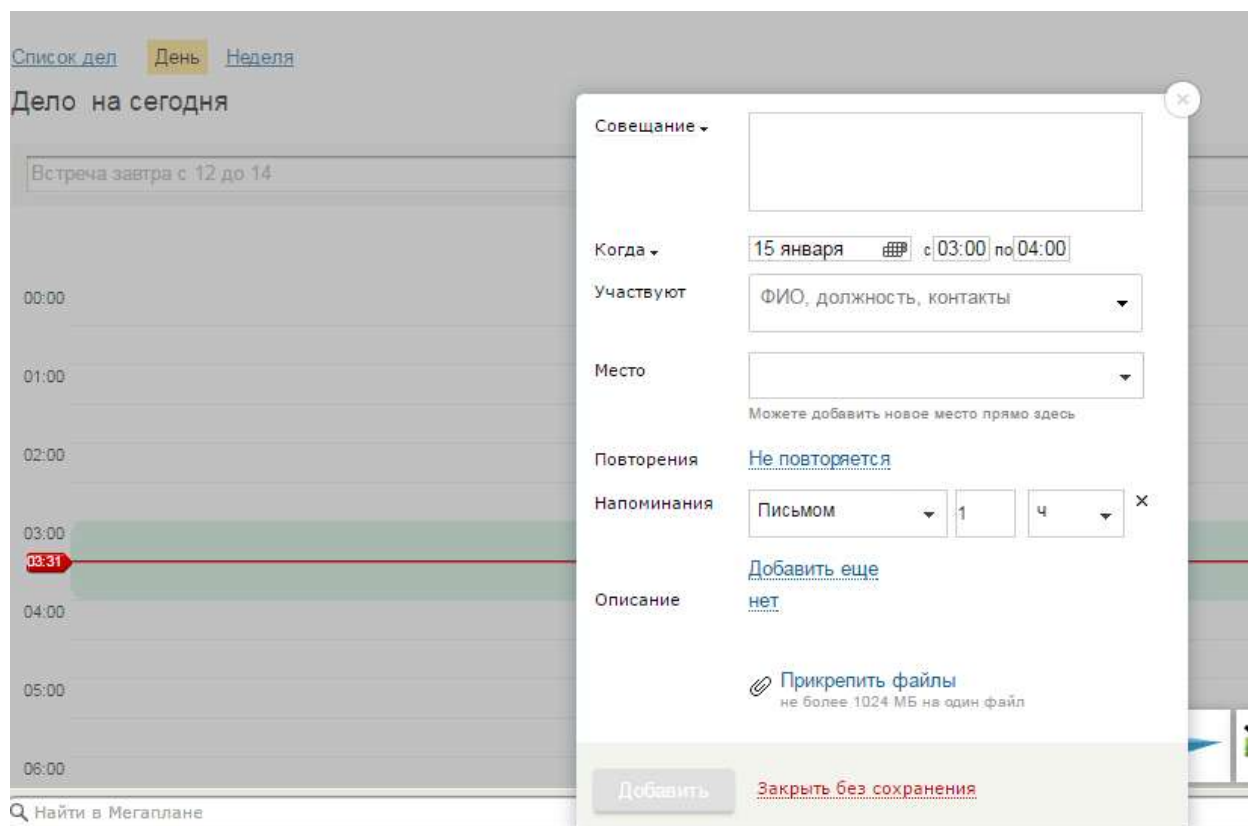 Список дел День Неделя
Дело на сегодня
Встреча завтра с 12 до 14
00:00
01:00
02:00
03:00
03:31
04:00
05:00
06:00
Найти в Мегаплане
Совещание
Когда 15 января с 03:00 по 04:00
Участвуют ФИО, должность, контакты
Место
Можете добавить новое место прямо здесь
Повторения Не повторяется
Напоминания Письмом 1 ч
Добавить еще
Описание нет
Прикрепить файлы
не более 1024 МБ на один файл
Добавить Закрыть без сохранения